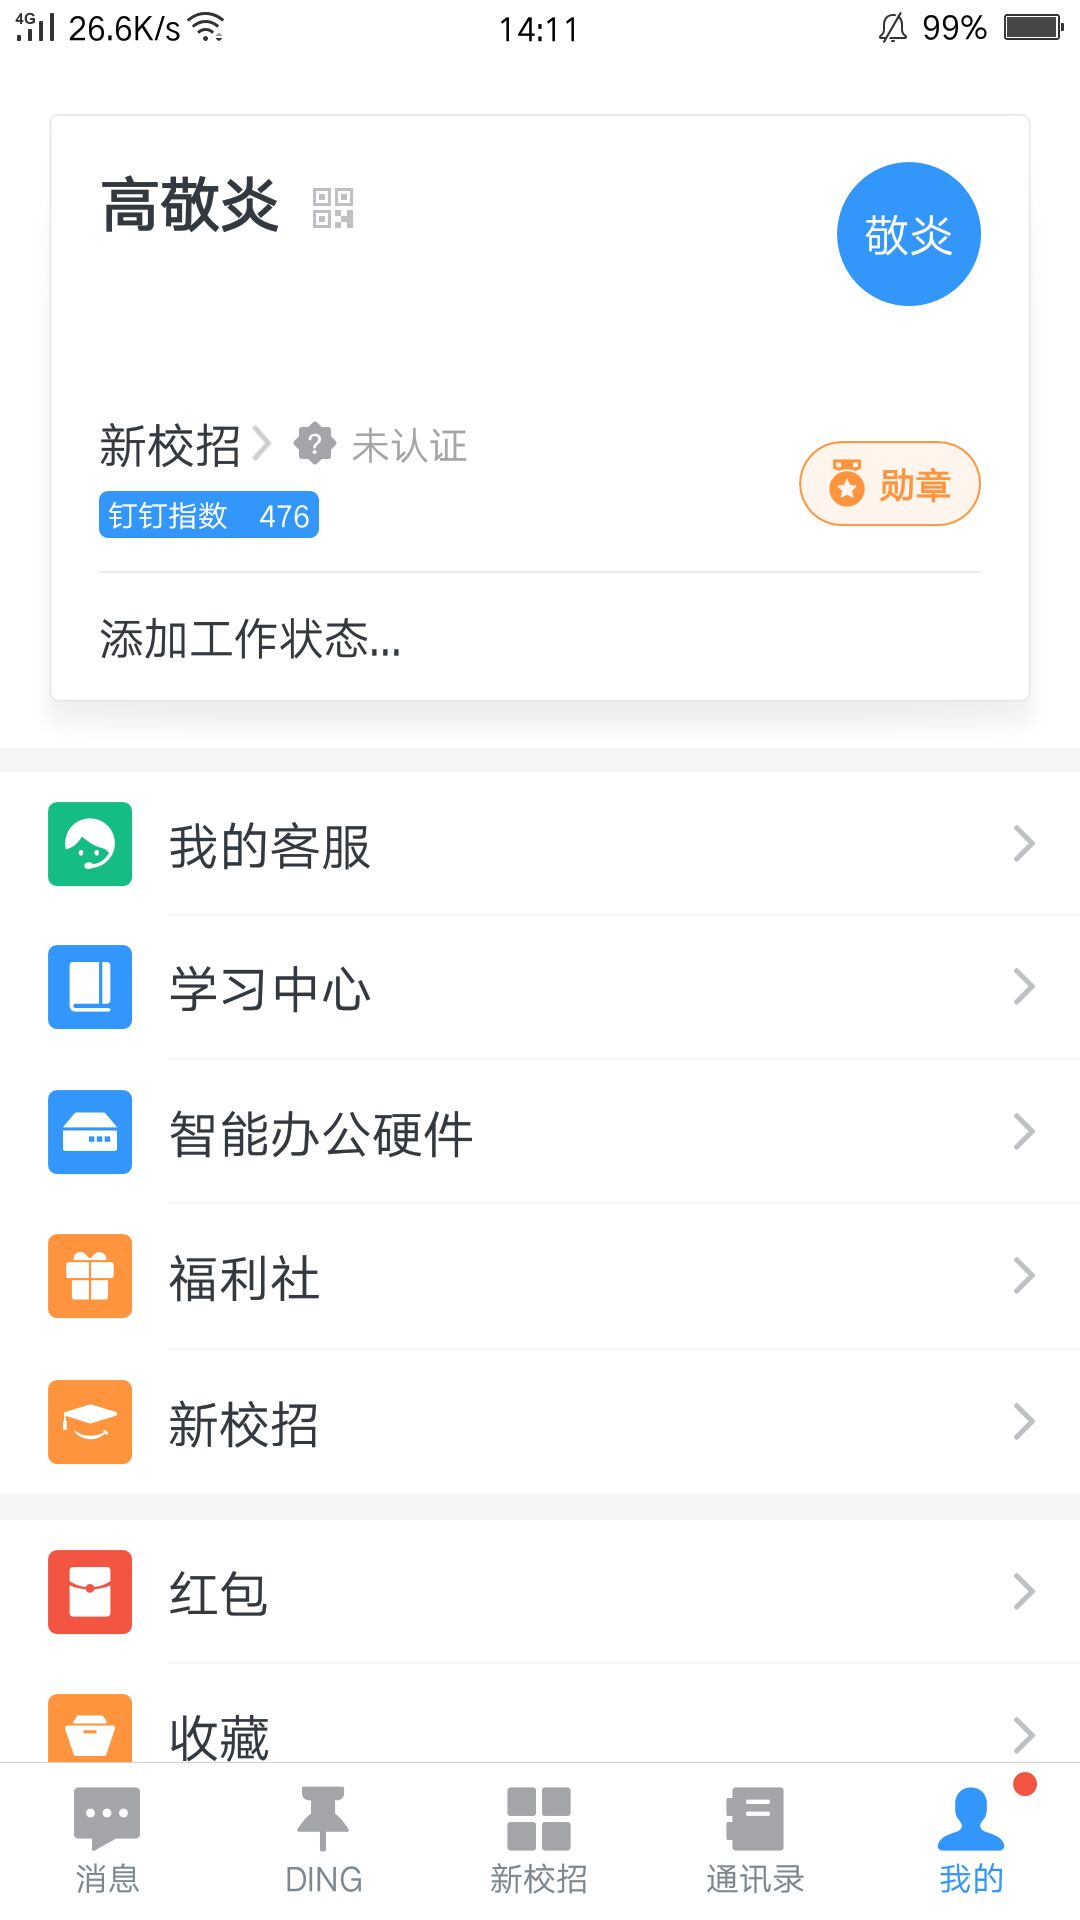 4G 26.6K/s 14:11 99%
高敬炎
敬炎
新校招 未认证
勋章
钉钉指数 476
添加工作状态...
我的客服
学习中心
智能办公硬件
福利社
新校招
红包
收藏
消息 DING 新校招 通讯录 我的